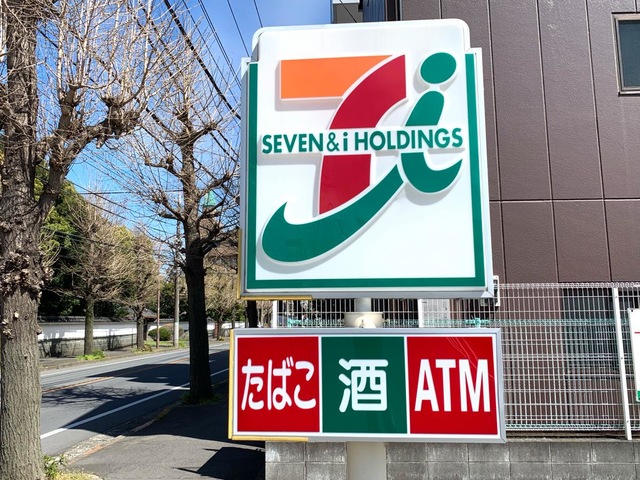 SEVEN & i HOLDINGS
たばこ 酒 ATM